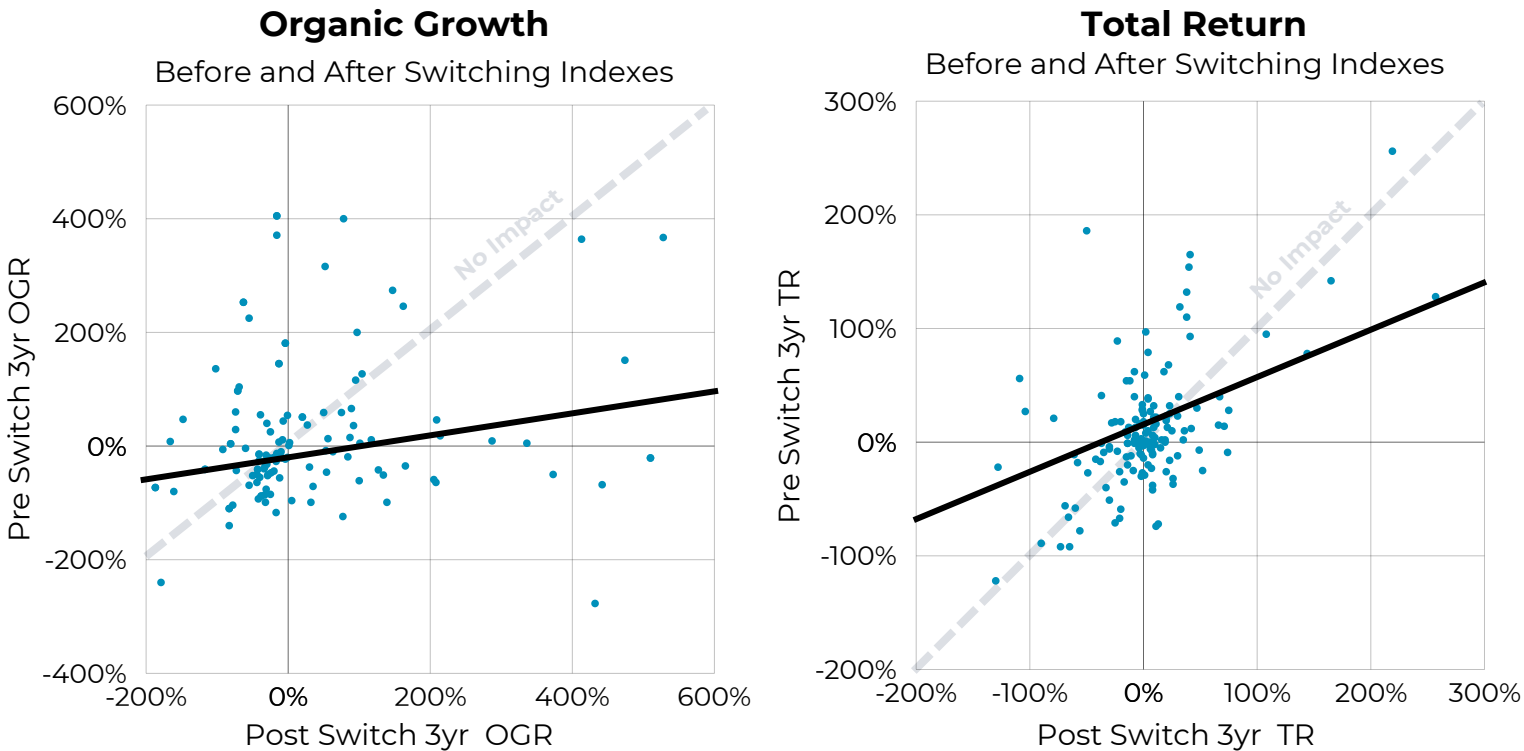 Organic Growth
Before and After Switching Indexes
600%
400%
200%
0%
-200%
-400%
-200%
0%
200%
400%
600%
Pre Switch 3yr OGR
Post Switch 3yr OGR
No Impact
Total Return
Before and After Switching Indexes
300%
200%
100%
0%
-100%
-200%
-200%
-100%
0%
100%
200%
300%
Pre Switch 3yr TR
Post Switch 3yr TR
No Impact